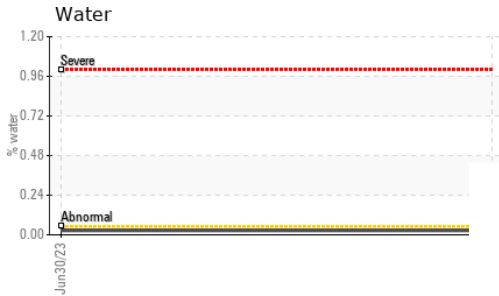 Water
1.20
Severe
0.96
0.72
% water
0.48
0.24
Abnormal
0.00
Jun30/23